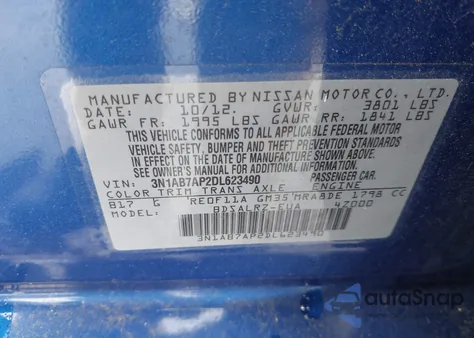 MANUFACTURED BY NISSAN MOTOR CO., LTD.
DATE: 10/12. GVWR: 3801 LBS
GAWR FR: 1995 LBS GAWR RR: 1841 LBS
THIS VEHICLE CONFORMS TO ALL APPLICABLE FEDERAL MOTOR
VEHICLE SAFETY, BUMPER AND THEFT PREVENTION STANDARDS
IN EFFECT ON THE DATE OF MANUFACTURE SHOWN ABOVE.
SEE OWNER'S MANUAL FOR ADDITIONAL INFORMATION.
VIN: 3N1AB7AP2DL623490 PASSENGER CAR.
COLOR TRIM TRANS AXLE ENGINE
B17 G RE0F11A GM35 MRA8DE 1798 CC
BDSALRZ-EUA 4Z000
3N1AB7AP2DL623490
autoSnap